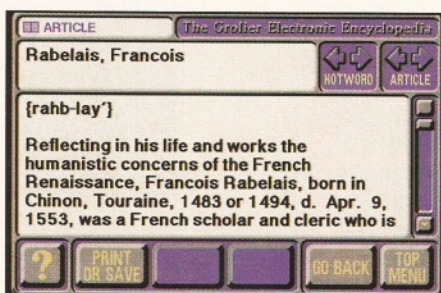 ARTICLE
The Grolier Electronic Encyclopedia
Rabelais, Francois
HOTWORD
ARTICLE
{rahb-lay´}
Reflecting in his life and works the
humanistic concerns of the French
Renaissance, Francois Rabelais, born in
Chinon, Touraine, 1483 or 1494, d. Apr. 9,
1553, was a French scholar and cleric who is
?
PRINT
OR SAVE
GO BACK
TOP
MENU